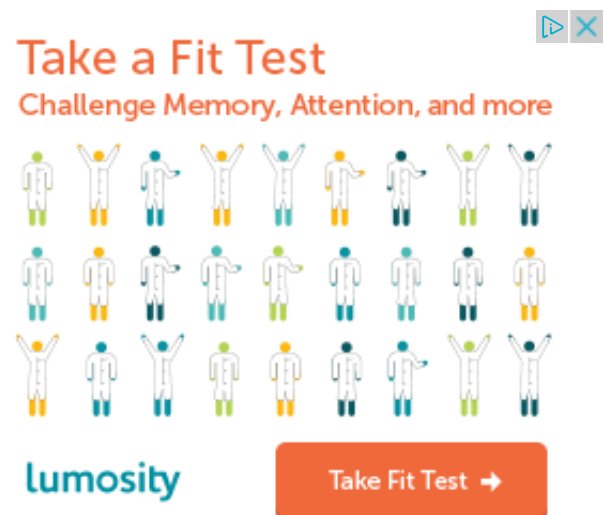 Take a Fit Test
Challenge Memory, Attention, and more
lumosity
Take Fit Test